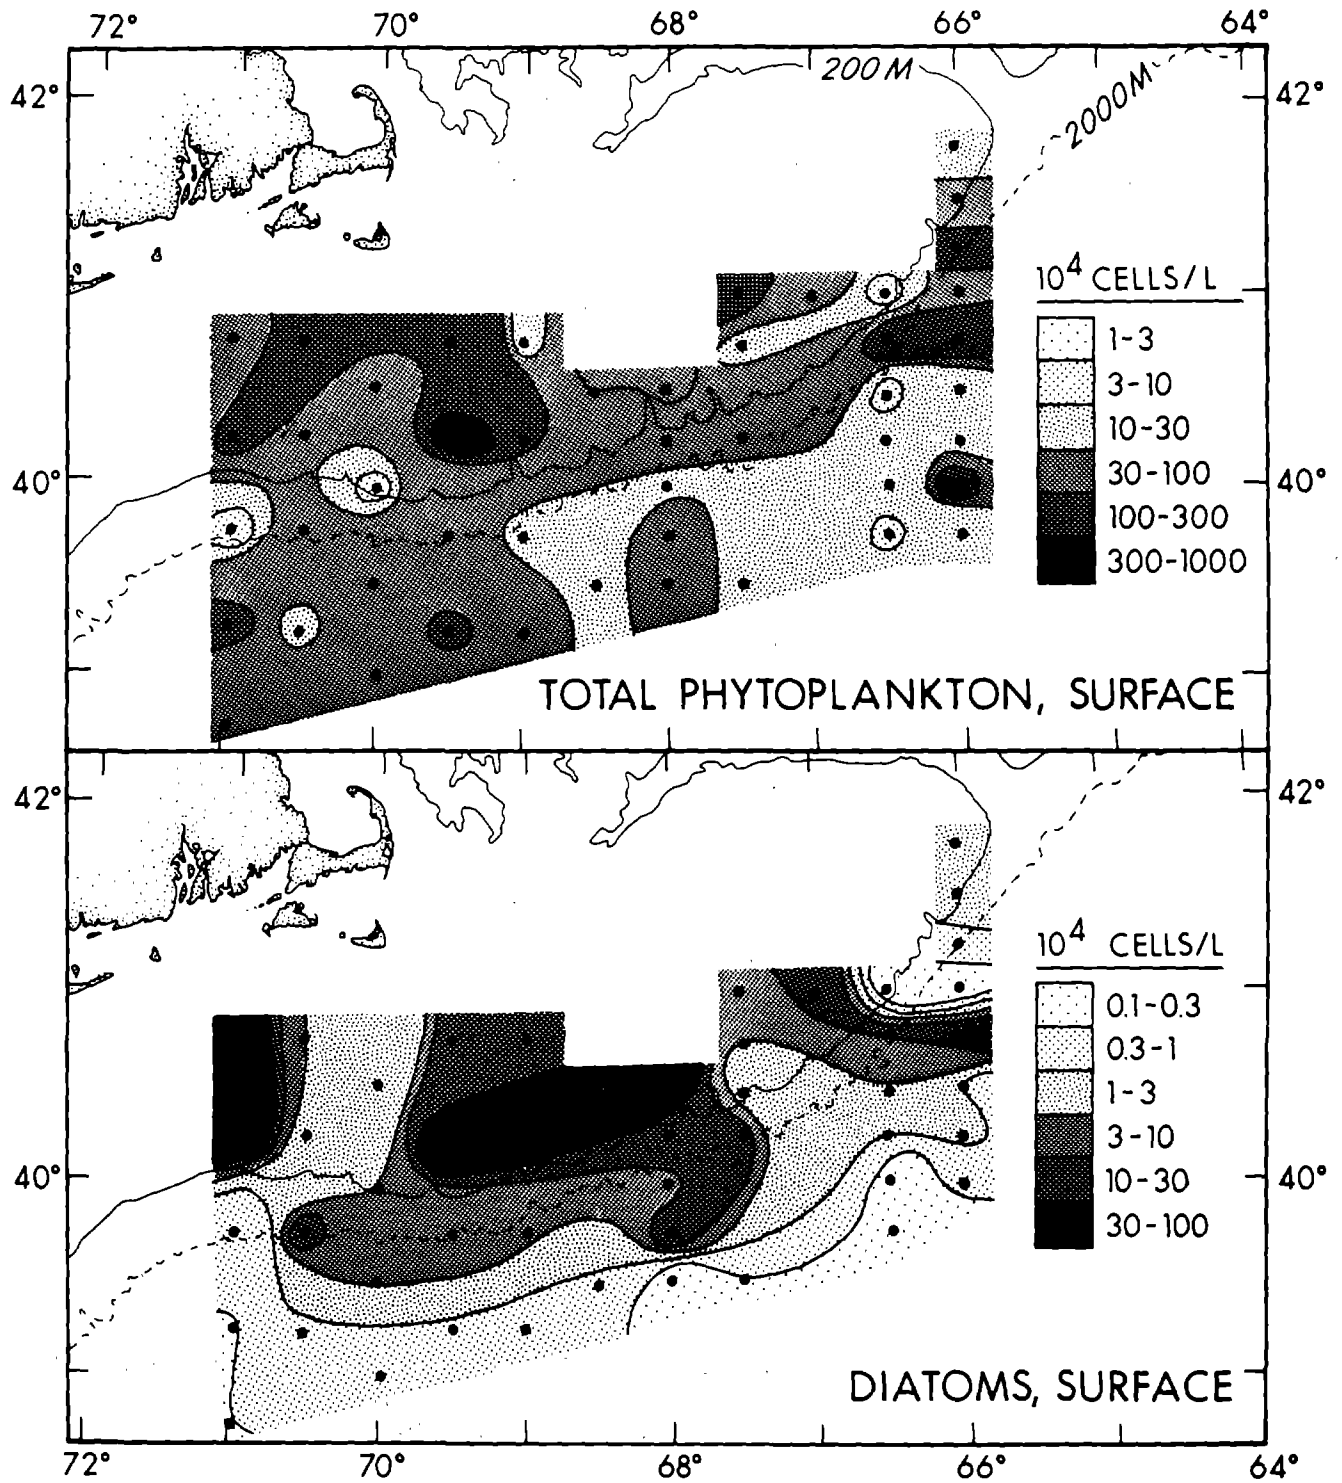 72° 70° 68° 66° 64°
200 M
2000M
42° 42°
10⁴ CELLS/L
1-3
3-10
10-30
30-100
100-300
300-1000
40° 40°
TOTAL PHYTOPLANKTON, SURFACE
42° 42°
10⁴ CELLS/L
0.1-0.3
0.3-1
1-3
3-10
10-30
30-100
40° 40°
DIATOMS, SURFACE
72° 70° 68° 66° 64°